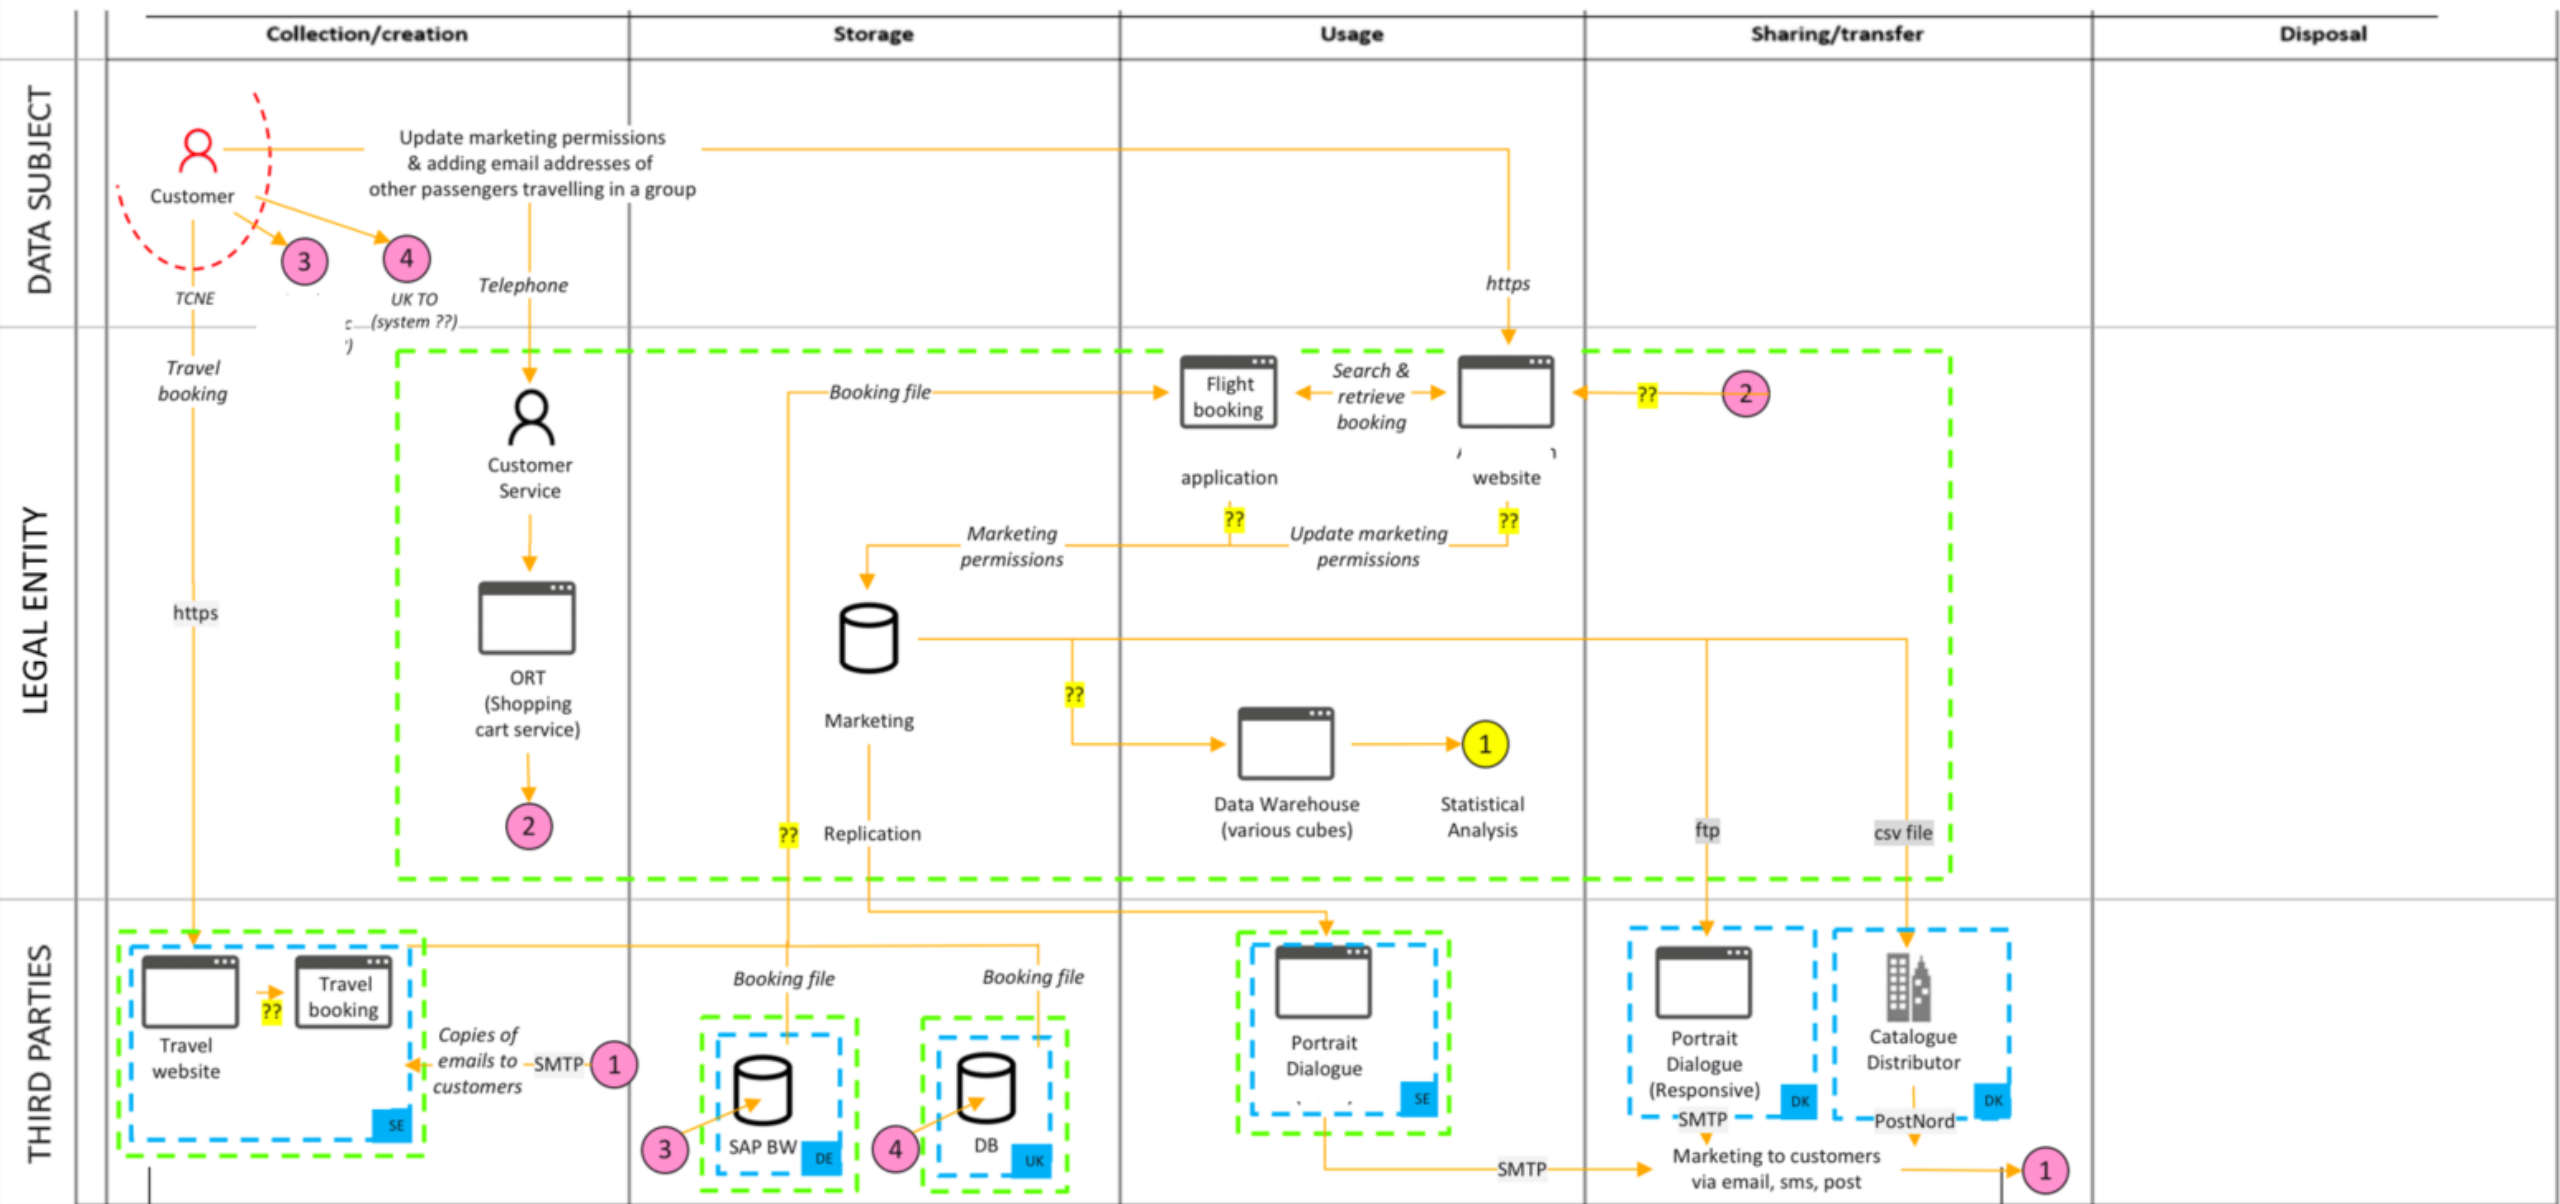 Collection/creation
Storage
Usage
Sharing/transfer
Disposal
DATA SUBJECT
Customer
Update marketing permissions
& adding email addresses of
other passengers travelling in a group
3
4
TCNE
UK TO
(system ??)
Telephone
https
LEGAL ENTITY
Travel
booking
https
Customer
Service
ORT
(Shopping
cart service)
2
Booking file
Flight
booking
application
Search &
retrieve
booking
website
??
2
??
??
Marketing
permissions
Update marketing
permissions
Marketing
??
Data Warehouse
(various cubes)
1
Statistical
Analysis
??
Replication
ftp
csv file
THIRD PARTIES
Travel
website
??
Travel
booking
SE
Copies of
emails to
customers
SMTP
1
Booking file
Booking file
3
SAP BW
DE
4
DB
UK
Portrait
Dialogue
SE
SMTP
Portrait
Dialogue
(Responsive)
DK
SMTP
Catalogue
Distributor
DK
PostNord
Marketing to customers
via email, sms, post
1